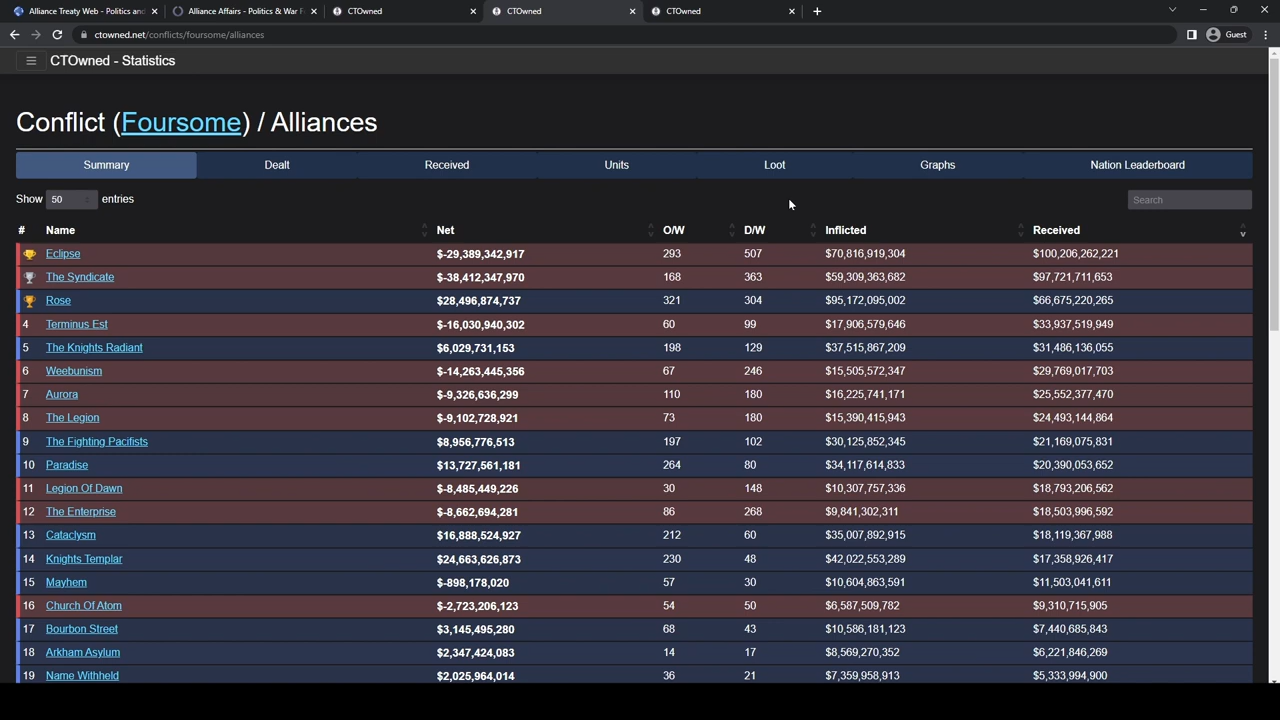 Alliance Treaty Web - Politics and
Alliance Affairs - Politics & War F
CTOwned
CTOwned
CTOwned
ctowned.net/conflicts/foursome/alliances
Guest
CTOwned - Statistics
Conflict (Foursome) / Alliances
Summary Dealt Received Units Loot Graphs Nation Leaderboard
Show 50 entries Search
# Name Net O/W D/W Inflicted Received
Eclipse $-29,389,342,917 293 507 $70,816,919,304 $100,206,262,221
The Syndicate $-38,412,347,970 168 363 $59,309,363,682 $97,721,711,653
Rose $28,496,874,737 321 304 $95,172,095,002 $66,675,220,265
4 Terminus Est $-16,030,940,302 60 99 $17,906,579,646 $33,937,519,949
5 The Knights Radiant $6,029,731,153 198 129 $37,515,867,209 $31,486,136,055
6 Weebunism $-14,263,445,356 67 246 $15,505,572,347 $29,769,017,703
7 Aurora $-9,326,636,299 110 180 $16,225,741,171 $25,552,377,470
8 The Legion $-9,102,728,921 73 180 $15,390,415,943 $24,493,144,864
9 The Fighting Pacifists $8,956,776,513 197 102 $30,125,852,345 $21,169,075,831
10 Paradise $13,727,561,181 264 80 $34,117,614,833 $20,390,053,652
11 Legion Of Dawn $-8,485,449,226 30 148 $10,307,757,336 $18,793,206,562
12 The Enterprise $-8,662,694,281 86 268 $9,841,302,311 $18,503,996,592
13 Cataclysm $16,888,524,927 212 60 $35,007,892,915 $18,119,367,988
14 Knights Templar $24,663,626,873 230 48 $42,022,553,289 $17,358,926,417
15 Mayhem $-898,178,020 57 30 $10,604,863,591 $11,503,041,611
16 Church Of Atom $-2,723,206,123 54 50 $6,587,509,782 $9,310,715,905
17 Bourbon Street $3,145,495,280 68 43 $10,586,181,123 $7,440,685,843
18 Arkham Asylum $2,347,424,083 14 17 $8,569,270,352 $6,221,846,269
19 Name Withheld $2,025,964,014 36 21 $7,359,958,913 $5,333,994,900